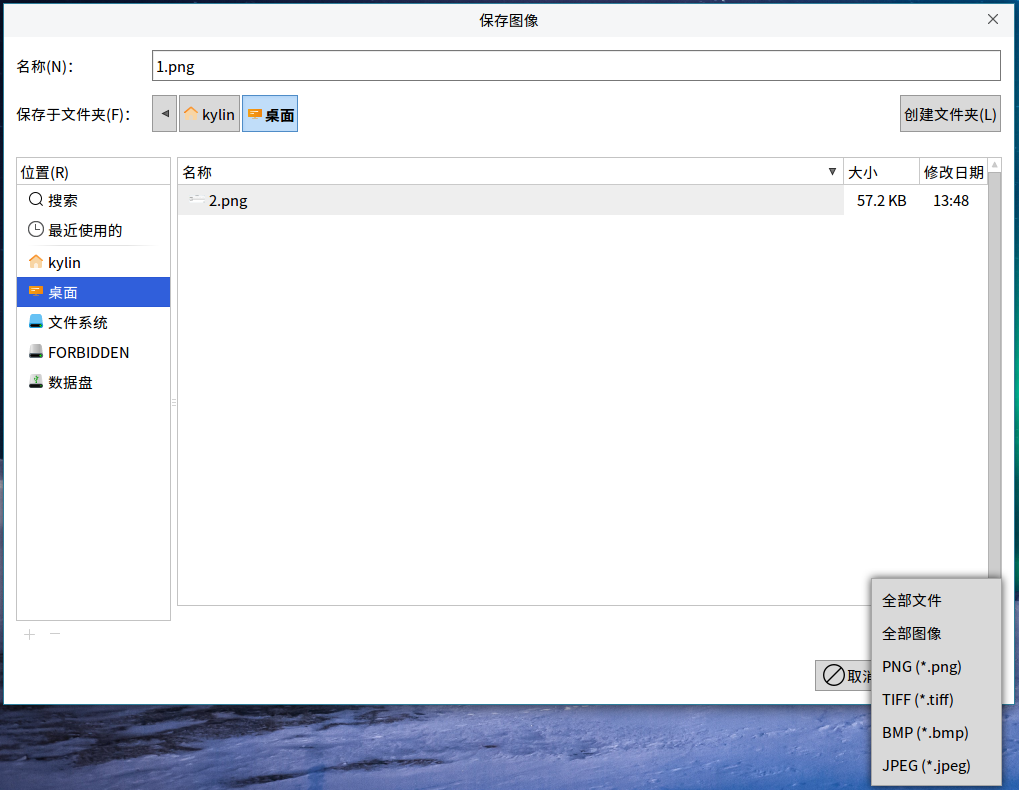 保存图像
名称(N)：
1.png
保存于文件夹(F)：
kylin
桌面
创建文件夹(L)
位置(R)
名称
大小
修改日期
搜索
2.png
57.2 KB
13:48
最近使用的
kylin
桌面
文件系统
FORBIDDEN
数据盘
全部文件
全部图像
PNG (*.png)
取消
TIFF (*.tiff)
BMP (*.bmp)
JPEG (*.jpeg)